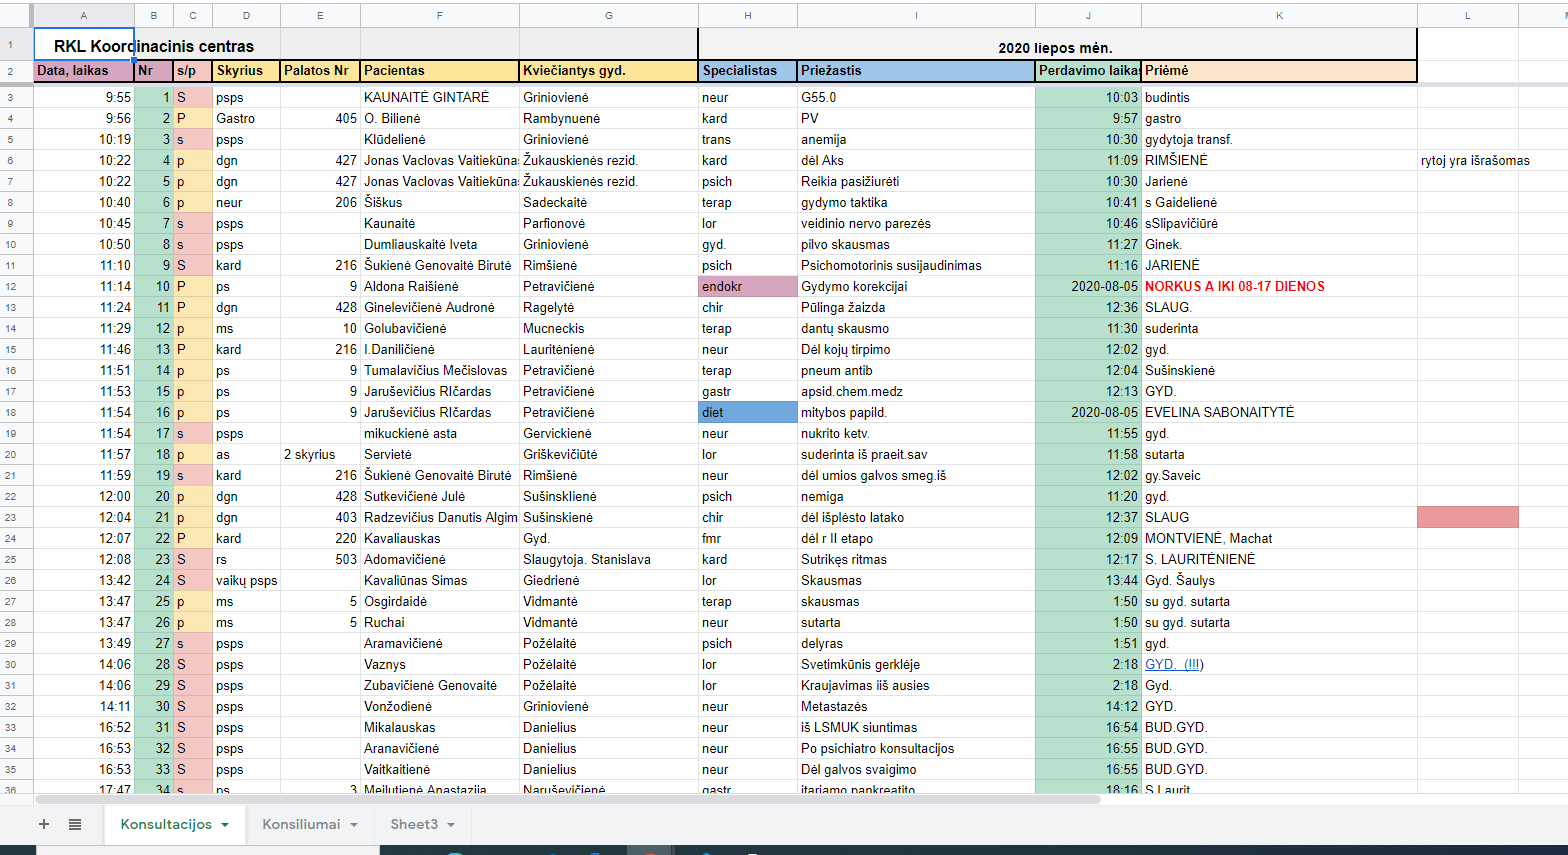 A B C D E F G H I J K L
1 RKL Koordinacinis centras 2020 liepos mėn.
2 Data, laikas Nr s/p Skyrius Palatos Nr Pacientas Kviečiantys gyd. Specialistas Priežastis Perdavimo laikas Priėmė
3 9:55 1 S psps KAUNAITĖ GINTARĖ Griniovienė neur G55.0 10:03 budintis
4 9:56 2 P Gastro 405 O. Bilienė Rambynuenė kard PV 9:57 gastro
5 10:19 3 s psps Klūdelienė Griniovienė trans anemija 10:30 gydytoja transf.
6 10:22 4 p dgn 427 Jonas Vaclovas Vaitiekūnas Žukauskienės rezid. kard dėl Aks 11:09 RIMŠIENĖ rytoj yra išrašomas
7 10:22 5 p dgn 427 Jonas Vaclovas Vaitiekūnas Žukauskienės rezid. psich Reikia pasižiurėti 10:30 Jarienė
8 10:40 6 p neur 206 Šiškus Sadeckaitė terap gydymo taktika 10:41 s Gaidelienė
9 10:45 7 s psps Kaunaitė Parfionovė lor veidinio nervo parezės 10:46 sSlipavičiūrė
10 10:50 8 s psps Dumliauskaitė Iveta Griniovienė gyd. pilvo skausmas 11:27 Ginek.
11 11:10 9 S kard 216 Šukienė Genovaitė Birutė Rimšienė psich Psichomotorinis susijaudinimas 11:16 JARIENĖ
12 11:14 10 P ps 9 Aldona Raišienė Petravičienė endokr Gydymo korekcijai 2020-08-05 NORKUS A IKI 08-17 DIENOS
13 11:24 11 P dgn 428 Ginelevičienė Audronė Ragelytė chir Pūlinga žaizda 12:36 SLAUG.
14 11:29 12 p ms 10 Golubavičienė Mucneckis terap dantų skausmo 11:30 suderinta
15 11:46 13 P kard 216 I.Daniličienė Lauritėnienė neur Dėl kojų tirpimo 12:02 gyd.
16 11:51 14 p ps 9 Tumalavičius Mečislovas Petravičienė terap pneum antib 12:04 Sušinskienė
17 11:53 15 p ps 9 Jaruševičius RIčardas Petravičienė gastr apsid.chem.medz 12:13 GYD.
18 11:54 16 p ps 9 Jaruševičius RIčardas Petravičienė diet mitybos papild. 2020-08-05 EVELINA SABONAITYTĖ
19 11:54 17 s psps mikuckienė asta Gervickienė neur nukrito ketv. 11:55 gyd.
20 11:57 18 p as 2 skyrius Servietė Griškevičiūtė lor suderinta iš praeit.sav 11:58 sutarta
21 11:59 19 s kard 216 Šukienė Genovaitė Birutė Rimšienė neur dėl umios galvos smeg.iš 12:02 gy.Saveic
22 12:00 20 p dgn 428 Sutkevičienė Julė Sušinsklienė psich nemiga 11:20 gyd.
23 12:04 21 p dgn 403 Radzevičius Danutis Algim Sušinskienė chir dėl išplėsto latako 12:37 SLAUG
24 12:07 22 P kard 220 Kavaliauskas Gyd. fmr dėl r II etapo 12:09 MONTVIENĖ, Machat
25 12:08 23 S rs 503 Adomavičienė Slaugytoja. Stanislava kard Sutrikęs ritmas 12:17 S. LAURITĖNIENĖ
26 13:42 24 S vaikų psps Kavaliūnas Simas Giedrienė lor Skausmas 13:44 Gyd. Šaulys
27 13:47 25 p ms 5 Osgirdaidė Vidmantė terap skausmas 1:50 su gyd. sutarta
28 13:47 26 p ms 5 Ruchai Vidmantė neur sutarta 1:50 su gyd. sutarta
29 13:49 27 s psps Aramavičienė Požėlaitė psich delyras 1:51 gyd.
30 14:06 28 S psps Vaznys Požėlaitė lor Svetimkūnis gerklėje 2:18 GYD. (!!!)
31 14:06 29 S psps Zubavičienė Genovaitė Požėlaitė lor Kraujavimas iiš ausies 2:18 Gyd.
32 14:11 30 S psps Vonžodienė Griniovienė neur Metastazės 14:12 GYD.
33 16:52 31 S psps Mikalauskas Danielius neur iš LSMUK siuntimas 16:54 BUD.GYD.
34 16:53 32 S psps Aranavičienė Danielius neur Po psichiatro konsultacijos 16:55 BUD.GYD.
35 16:53 33 S psps Vaitkaitienė Danielius neur Dėl galvos svaigimo 16:55 BUD.GYD.
36 17:47 34 s ps 3 Meilutienė Anastazija Naruševičienė gastr įtariamo pankreatito 18:16 S.Laurit.
Konsultacijos Konsiliumai Sheet3